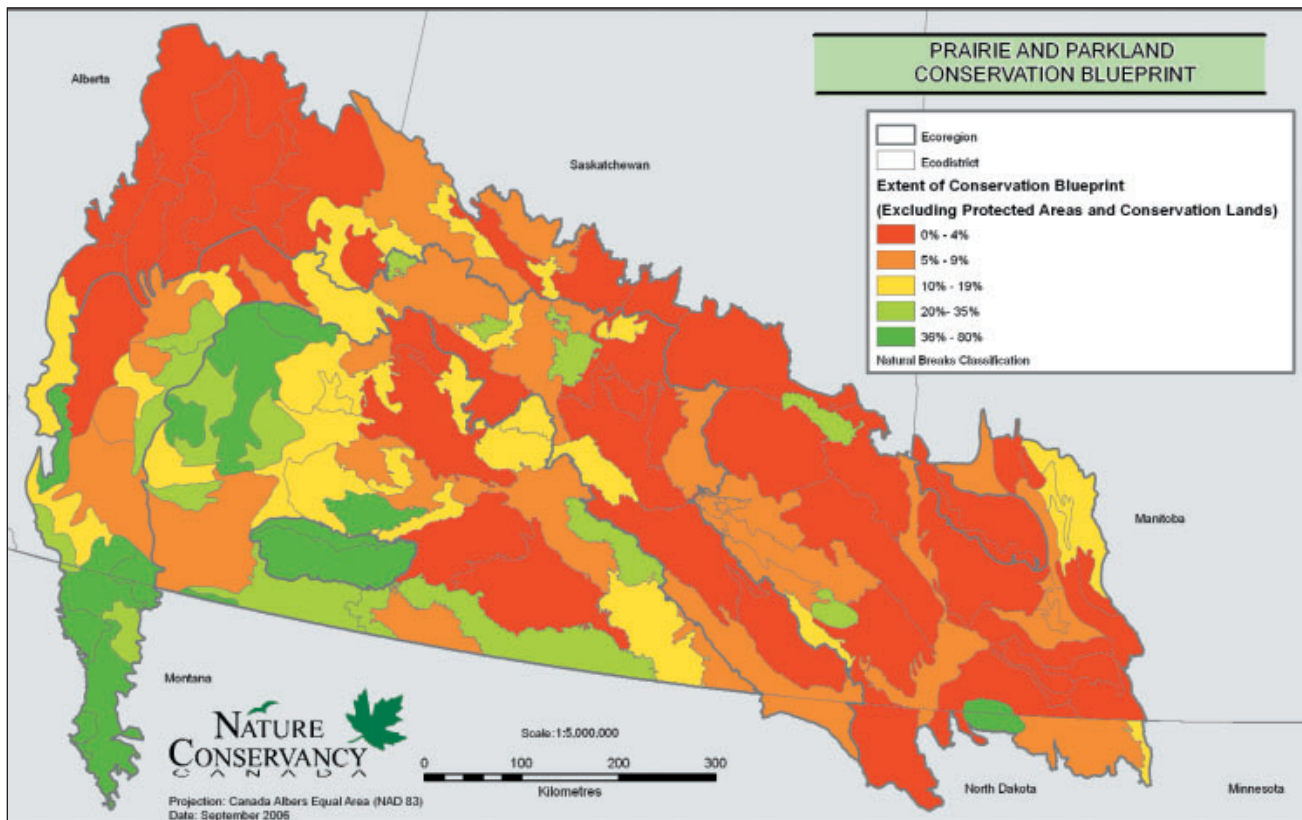 PRAIRIE AND PARKLAND
CONSERVATION BLUEPRINT
Alberta
Saskatchewan
Manitoba
Montana
North Dakota
Minnesota
Ecoregion
Ecodistrict
Extent of Conservation Blueprint
(Excluding Protected Areas and Conservation Lands)
0% - 4%
5% - 9%
10% - 19%
20%- 35%
36% - 80%
Natural Breaks Classification
NATURE
CONSERVANCY
CANADA
Scale:1:5,000,000
0 100 200 300
Kilometres
Projection: Canada Albers Equal Area (NAD 83)
Date: September 2006